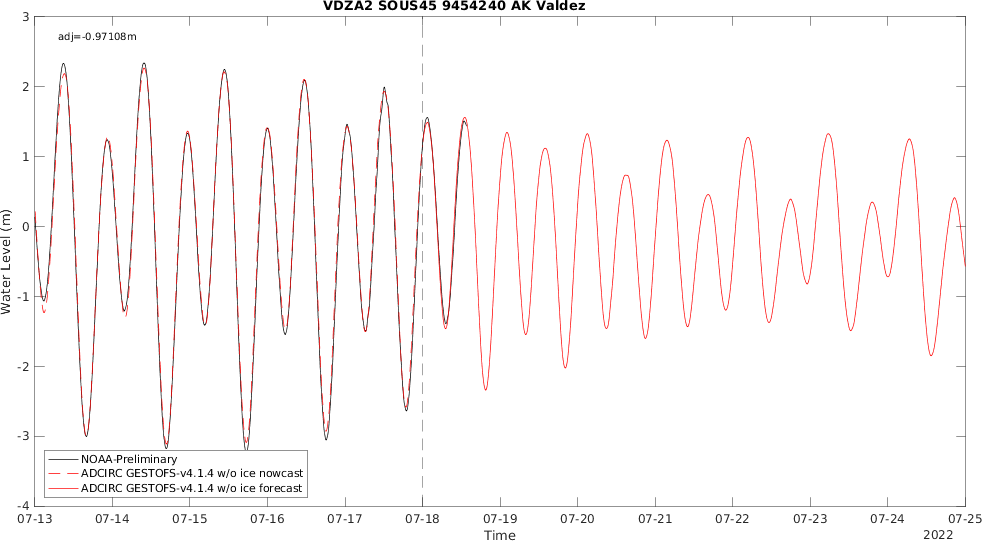 VDZA2 SOUS45 9454240 AK Valdez
adj=-0.97108m
3
2
1
0
-1
-2
-3
-4
Water Level (m)
NOAA-Preliminary
ADCIRC GESTOFS-v4.1.4 w/o ice nowcast
ADCIRC GESTOFS-v4.1.4 w/o ice forecast
07-13 07-14 07-15 07-16 07-17 07-18 07-19 07-20 07-21 07-22 07-23 07-24 07-25
Time
2022